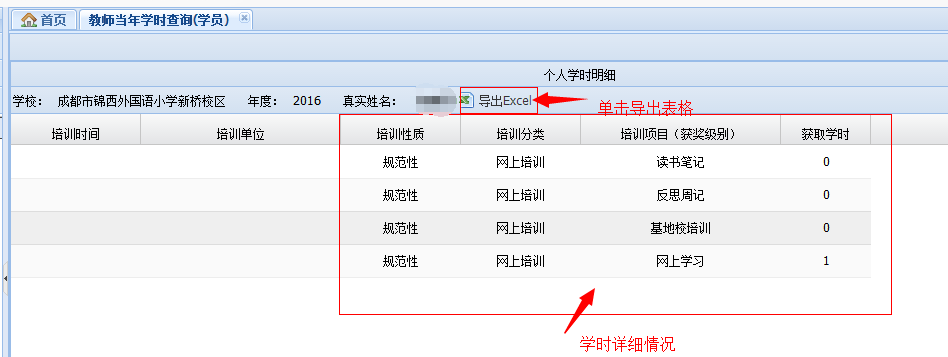 首页 教师当年学时查询(学员)
个人学时明细
学校： 成都市锦西外国语小学新桥校区 年度： 2016 真实姓名： 导出Excel 单击导出表格
培训时间 培训单位 培训性质 培训分类 培训项目（获奖级别） 获取学时
规范性 网上培训 读书笔记 0
规范性 网上培训 反思周记 0
规范性 网上培训 基地校培训 0
规范性 网上培训 网上学习 1
学时详细情况